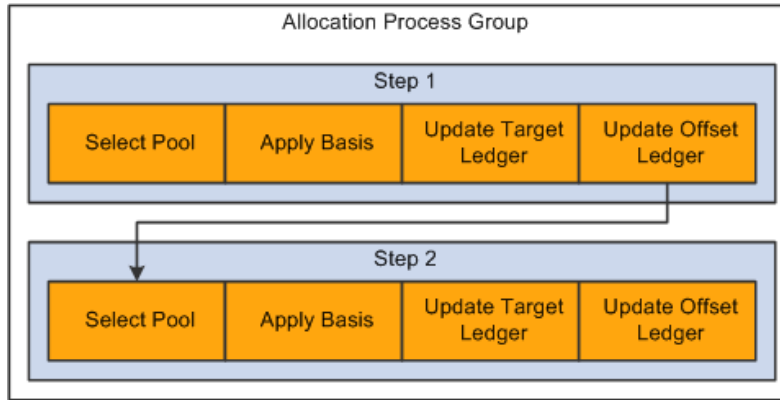 Allocation Process Group
Step 1
Select Pool
Apply Basis
Update Target
Ledger
Update Offset
Ledger
Step 2
Select Pool
Apply Basis
Update Target
Ledger
Update Offset
Ledger